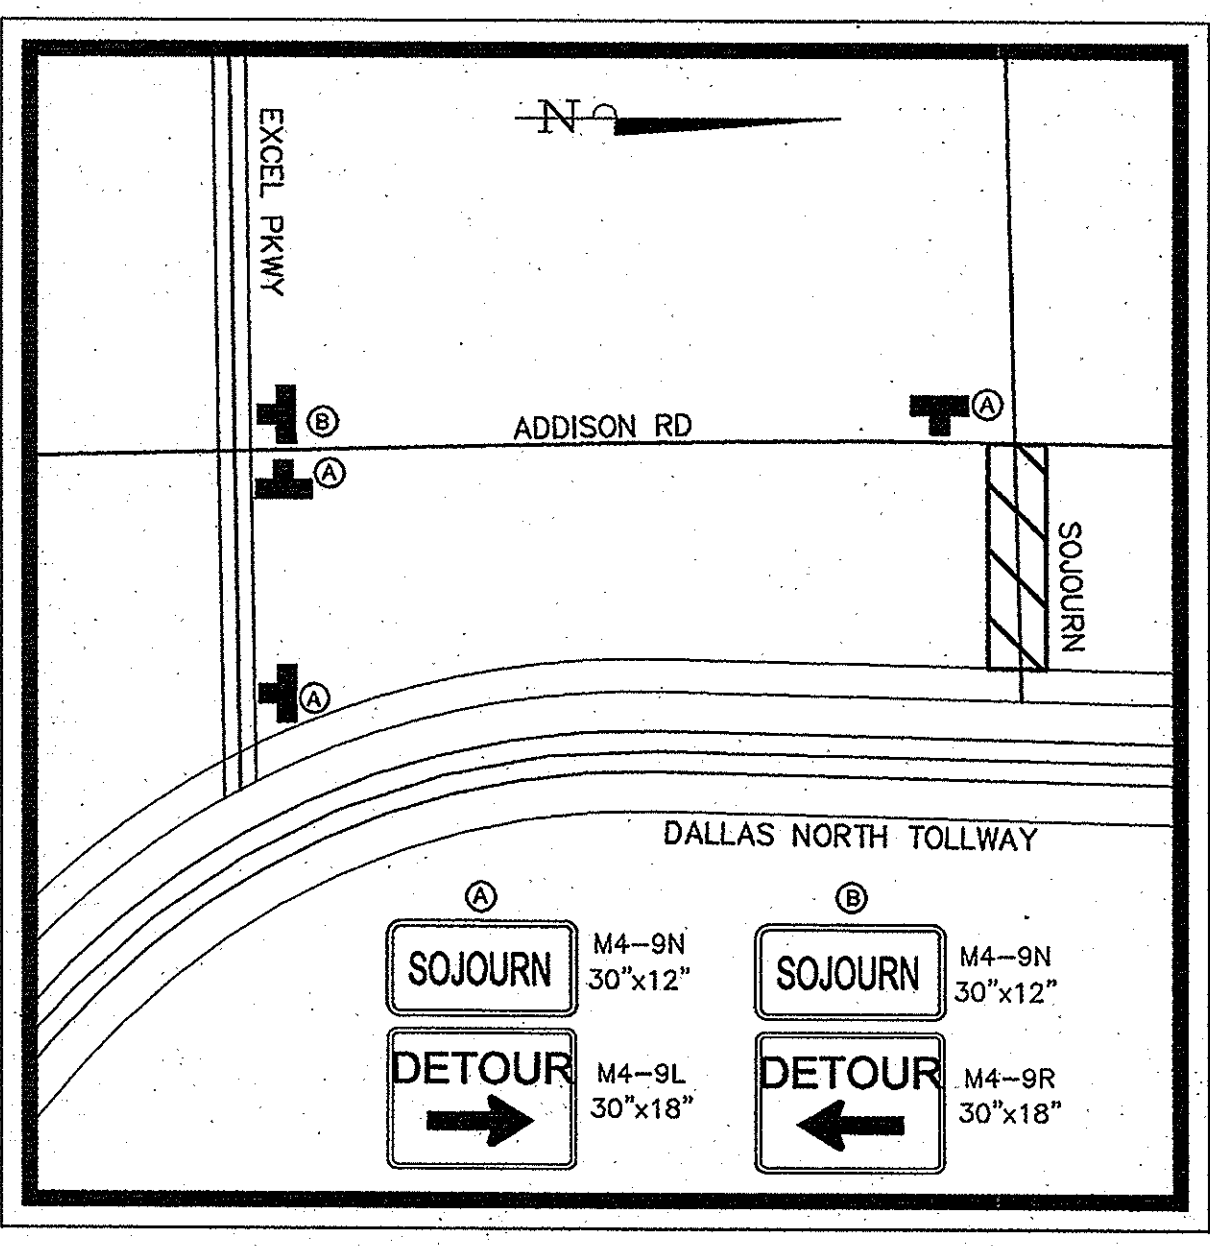 N
EXCEL PKWY
B
ADDISON RD
A
A
A
SOJOURN
DALLAS NORTH TOLLWAY
A
SOJOURN
M4-9N
30"x12"
DETOUR
M4-9L
30"x18"
B
SOJOURN
M4-9N
30"x12"
DETOUR
M4-9R
30"x18"